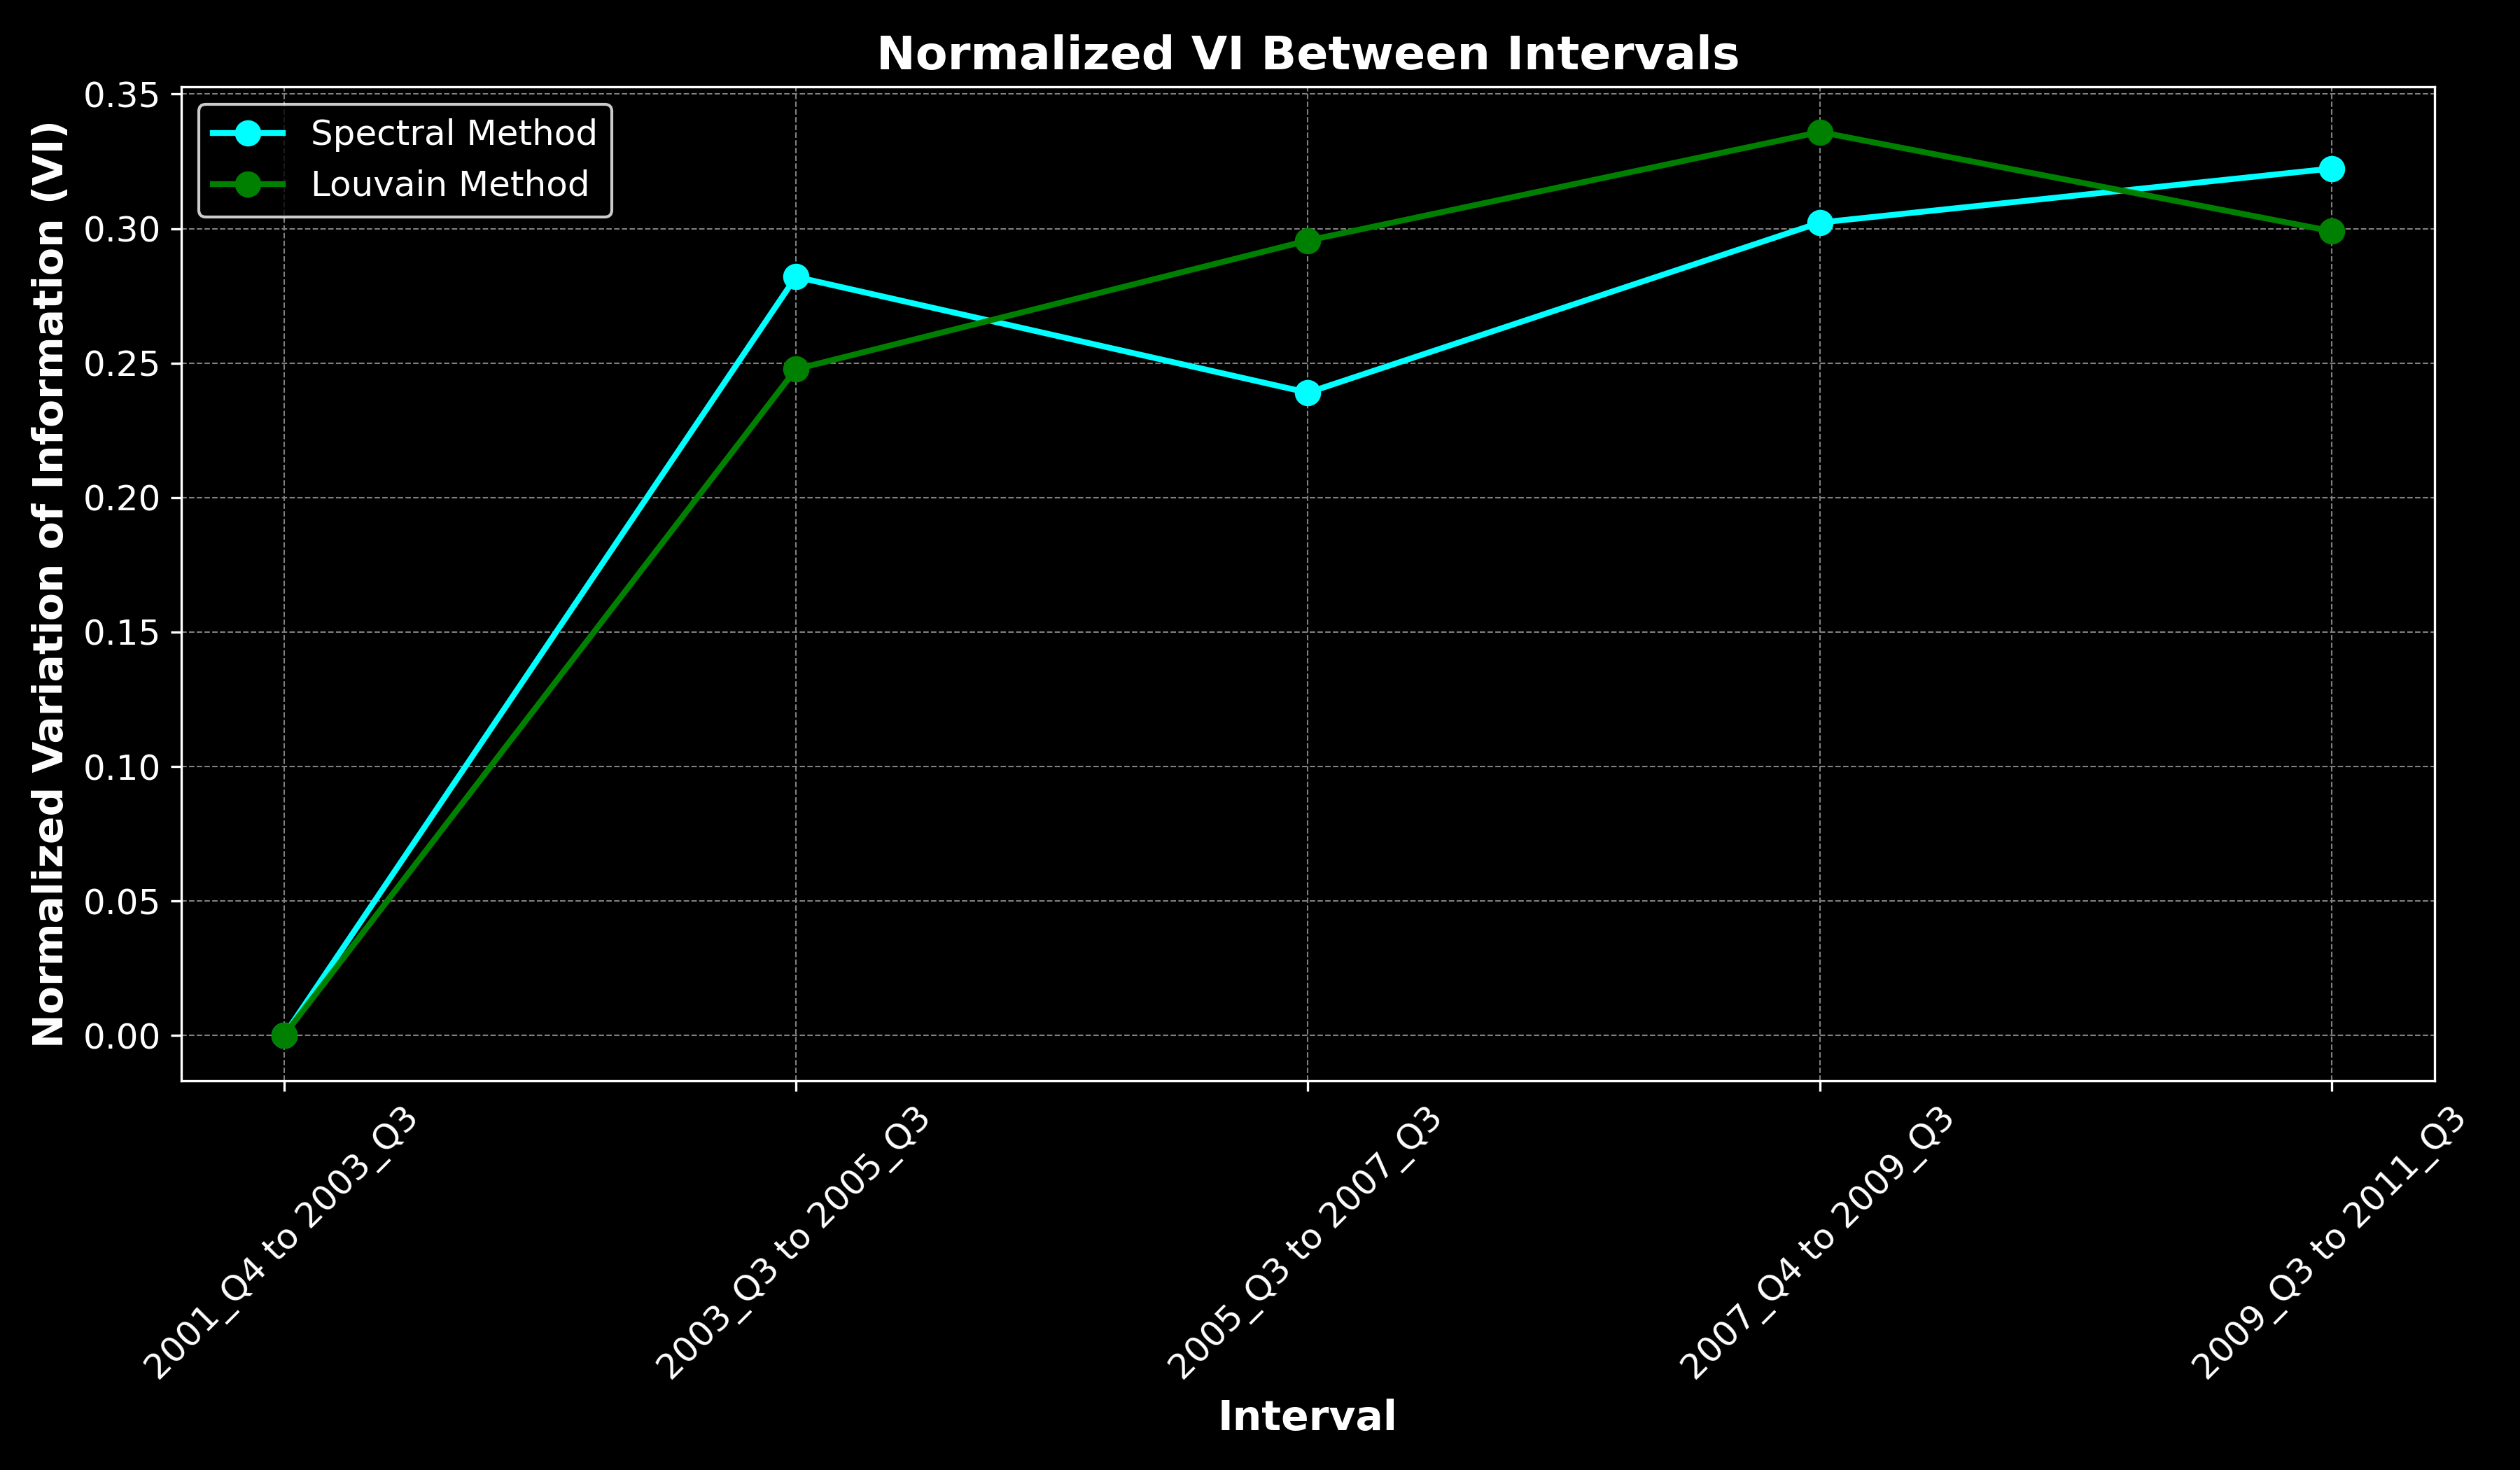 Normalized VI Between Intervals
Normalized Variation of Information (VI)
0.35
0.30
0.25
0.20
0.15
0.10
0.05
0.00
Spectral Method
Louvain Method
2001_Q4 to 2003_Q3
2003_Q3 to 2005_Q3
2005_Q3 to 2007_Q3
2007_Q4 to 2009_Q3
2009_Q3 to 2011_Q3
Interval